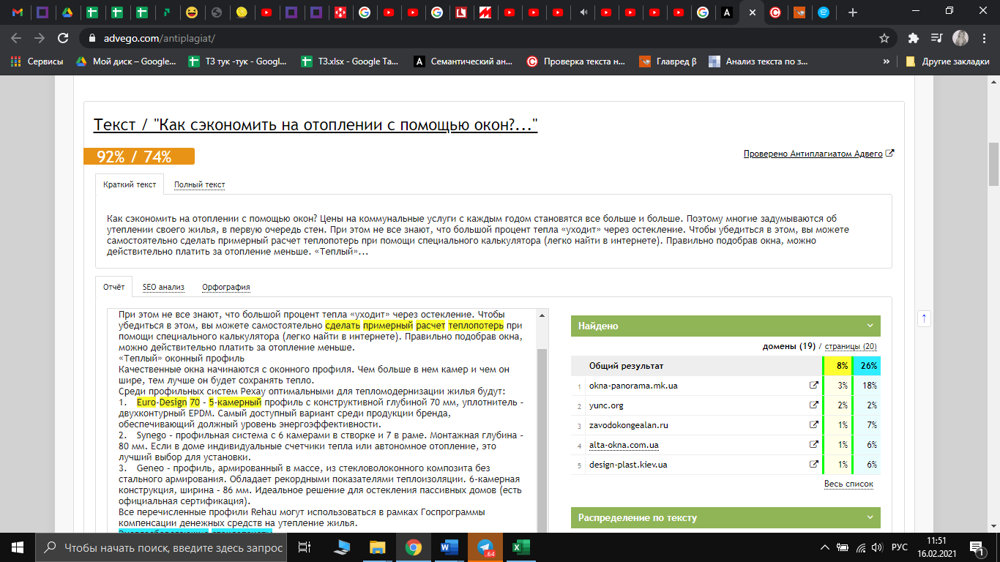 advego.com/antiplagiat/
Сервисы
Мой диск – Google...
ТЗ тук -тук - Googl...
ТЗ.xlsx - Google Та...
Семантический ан...
Проверка текста н...
Главред β
Анализ текста по з...
»
Другие закладки
Текст / "Как сэкономить на отоплении с помощью окон?..."
92% / 74%
Проверено Антиплагиатом Адвего
Краткий текст
Полный текст
Как сэкономить на отоплении с помощью окон? Цены на коммунальные услуги с каждым годом становятся все больше и больше. Поэтому многие задумываются об
утеплении своего жилья, в первую очередь стен. При этом не все знают, что большой процент тепла «уходит» через остекление. Чтобы убедиться в этом, вы можете
самостоятельно сделать примерный расчет теплопотерь при помощи специального калькулятора (легко найти в интернете). Правильно подобрав окна, можно
действительно платить за отопление меньше. «Теплый»...
Отчёт
SEO анализ
Орфография
При этом не все знают, что большой процент тепла «уходит» через остекление. Чтобы
убедиться в этом, вы можете самостоятельно сделать примерный расчет теплопотерь при
помощи специального калькулятора (легко найти в интернете). Правильно подобрав окна,
можно действительно платить за отопление меньше.
«Теплый» оконный профиль
Качественные окна начинаются с оконного профиля. Чем больше в нем камер и чем он
шире, тем лучше он будет сохранять тепло.
Среди профильных систем Рехау оптимальными для тепломодернизации жилья будут:
1. Euro-Design 70 - 5-камерный профиль с конструктивной глубиной 70 мм, уплотнитель -
двухконтурный EPDM. Самый доступный вариант среди продукции бренда,
обеспечивающий должный уровень энергоэффективности.
2. Synego - профильная система с 6 камерами в створке и 7 в раме. Монтажная глубина -
80 мм. Если в доме индивидуальные счетчики тепла или автономное отопление, это
лучший выбор для установки.
3. Geneo - профиль, армированный в массе, из стекловолоконного композита без
стального армирования. Обладает рекордными показателями теплоизоляции. 6-камерная
конструкция, ширина - 86 мм. Идеальное решение для остекления пассивных домов (есть
официальная сертификация).
Все перечисленные профили Rehau могут использоваться в рамках Госпрограммы
компенсации денежных средств на утепление жилья.
Найдено
домены (19) / страницы (20)
Общий результат 8% 26%
1 okna-panorama.mk.ua 3% 18%
2 yunc.org 2% 2%
3 zavodokongealan.ru 1% 7%
4 alta-okna.com.ua 1% 6%
5 design-plast.kiev.ua 1% 6%
Весь список
Распределение по тексту
Чтобы начать поиск, введите здесь запрос
.64
РУС
11:51
16.02.2021
1